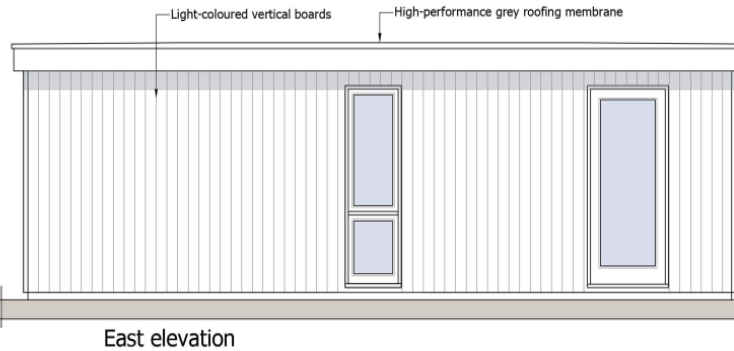 Light-coloured vertical boards
High-performance grey roofing membrane
East elevation